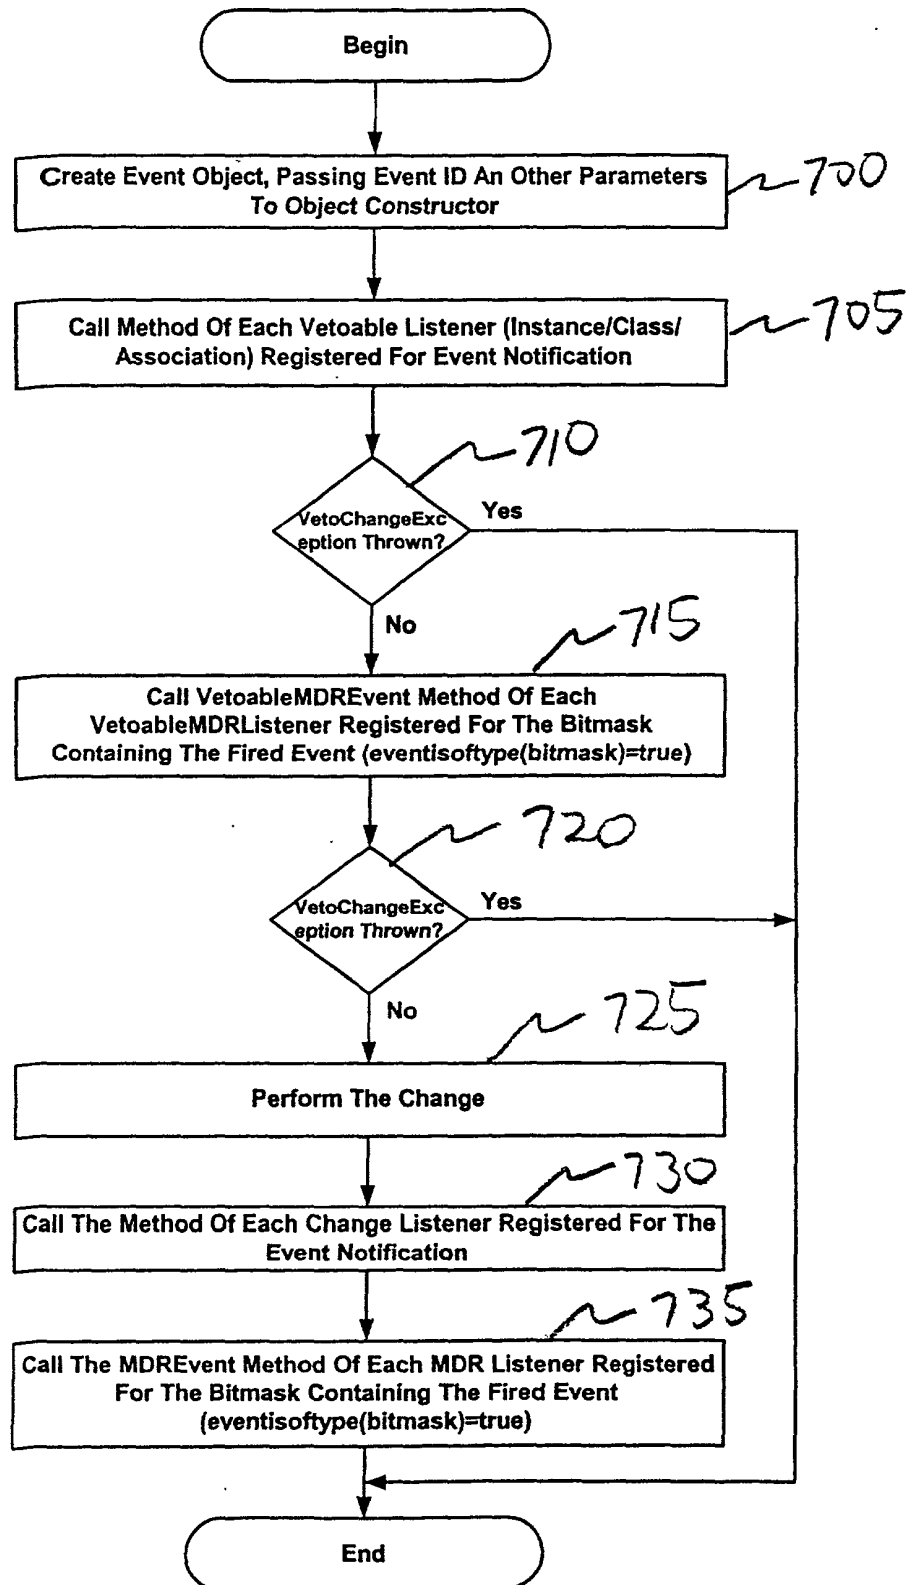 Begin
Create Event Object, Passing Event ID An Other Parameters
To Object Constructor
700
Call Method Of Each Vetoable Listener (Instance/Class/
Association) Registered For Event Notification
705
710
VetoChangeExc
eption Thrown?
Yes
No
715
Call VetoableMDREvent Method Of Each
VetoableMDRListener Registered For The Bitmask
Containing The Fired Event (eventisoftype(bitmask)=true)
720
VetoChangeExc
eption Thrown?
Yes
No
725
Perform The Change
730
Call The Method Of Each Change Listener Registered For The
Event Notification
735
Call The MDREvent Method Of Each MDR Listener Registered
For The Bitmask Containing The Fired Event
(eventisoftype(bitmask)=true)
End